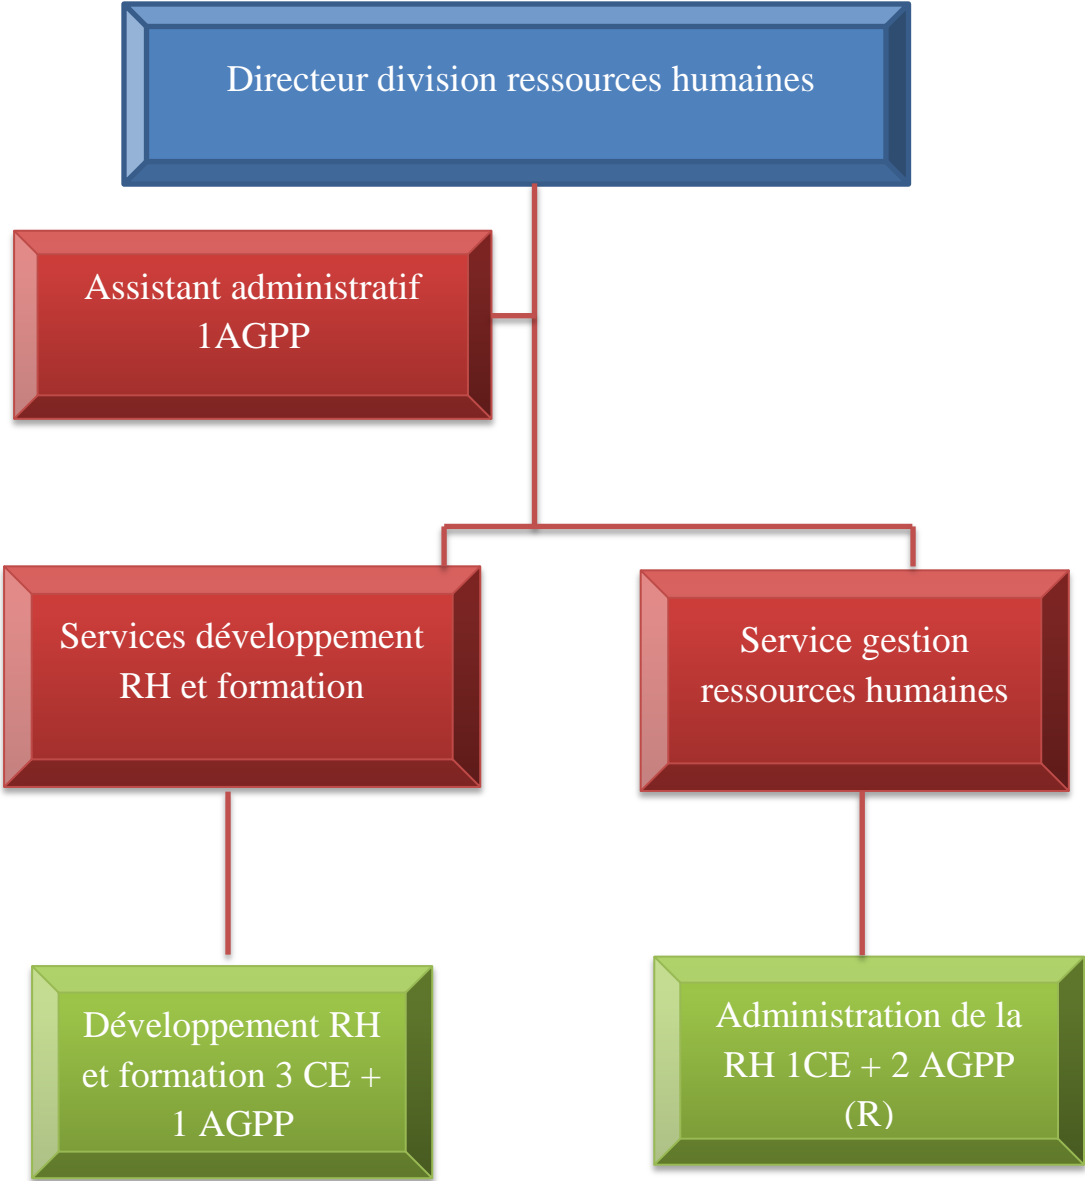 Directeur division ressources humaines
Assistant administratif
1AGPP
Services développement
RH et formation
Service gestion
ressources humaines
Développement RH
et formation 3 CE +
1 AGPP
Administration de la
RH 1CE + 2 AGPP
(R)